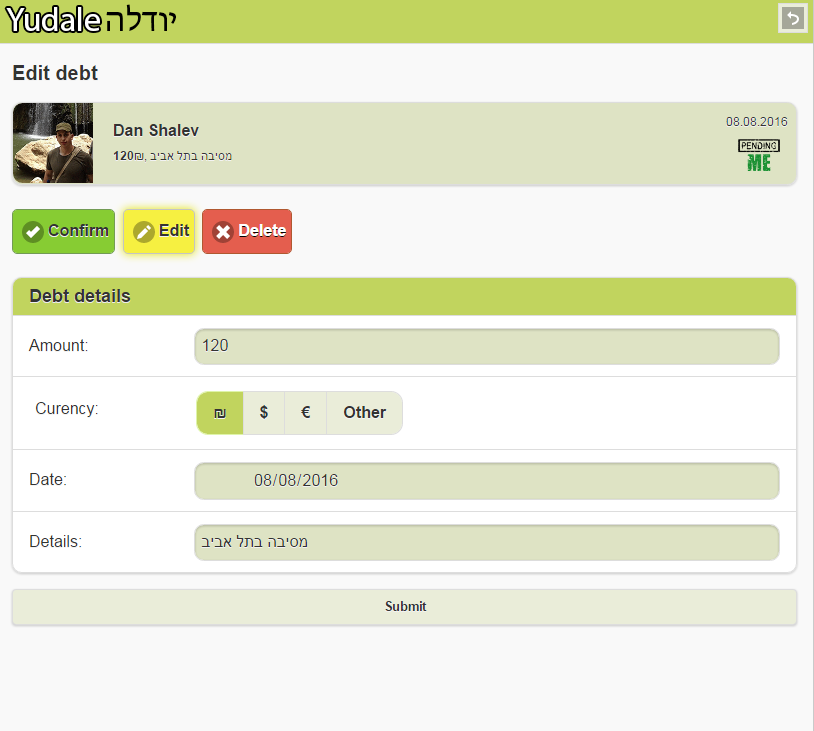 Yudale יודלה
Edit debt
Dan Shalev
08.08.2016
120₪, מסיבה בתל אביב
PENDING
ME
Confirm
Edit
Delete
Debt details
Amount:
120
Curency:
₪
$
€
Other
Date:
08/08/2016
Details:
מסיבה בתל אביב
Submit